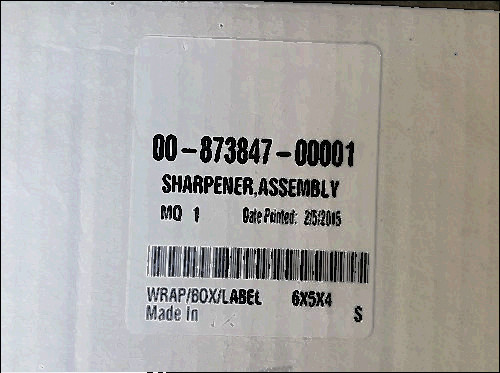 00-873847-00001
SHARPENER,ASSEMBLY
MQ 1 Date Printed: 2/5/2015
WRAP/BOX/LABEL 6X5X4
Made In S